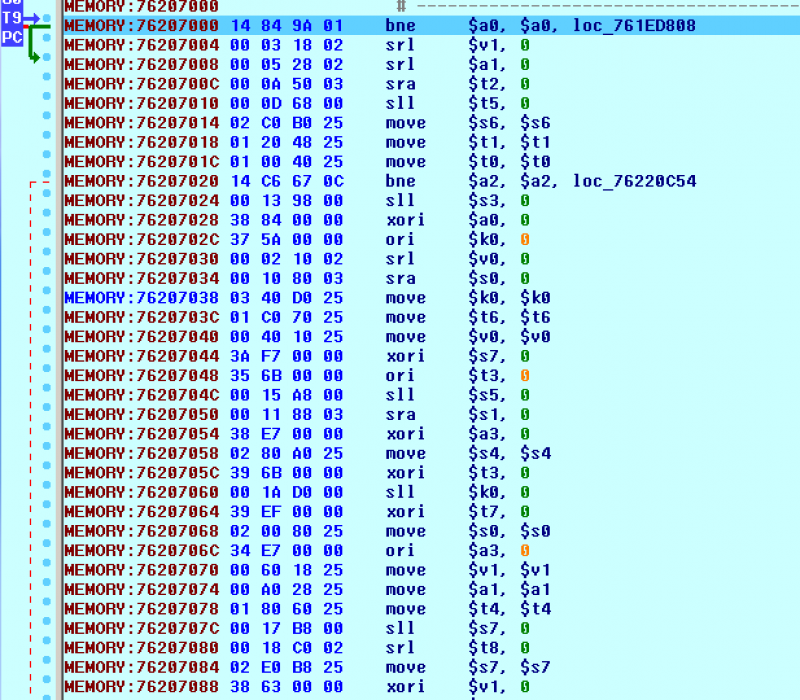 MEMORY:76207000 # --------------------------------
T9
PC
MEMORY:76207000 14 84 9A 01 bne $a0, $a0, loc_761ED808
MEMORY:76207004 00 03 18 02 srl $v1, 0
MEMORY:76207008 00 05 28 02 srl $a1, 0
MEMORY:7620700C 00 0A 50 03 sra $t2, 0
MEMORY:76207010 00 0D 68 00 sll $t5, 0
MEMORY:76207014 02 C0 B0 25 move $s6, $s6
MEMORY:76207018 01 20 48 25 move $t1, $t1
MEMORY:7620701C 01 00 40 25 move $t0, $t0
MEMORY:76207020 14 C6 67 0C bne $a2, $a2, loc_76220C54
MEMORY:76207024 00 13 98 00 sll $s3, 0
MEMORY:76207028 38 84 00 00 xori $a0, 0
MEMORY:7620702C 37 5A 00 00 ori $k0, 0
MEMORY:76207030 00 02 10 02 srl $v0, 0
MEMORY:76207034 00 10 80 03 sra $s0, 0
MEMORY:76207038 03 40 D0 25 move $k0, $k0
MEMORY:7620703C 01 C0 70 25 move $t6, $t6
MEMORY:76207040 00 40 10 25 move $v0, $v0
MEMORY:76207044 3A F7 00 00 xori $s7, 0
MEMORY:76207048 35 6B 00 00 ori $t3, 0
MEMORY:7620704C 00 15 A8 00 sll $s5, 0
MEMORY:76207050 00 11 88 03 sra $s1, 0
MEMORY:76207054 38 E7 00 00 xori $a3, 0
MEMORY:76207058 02 80 A0 25 move $s4, $s4
MEMORY:7620705C 39 6B 00 00 xori $t3, 0
MEMORY:76207060 00 1A D0 00 sll $k0, 0
MEMORY:76207064 39 EF 00 00 xori $t7, 0
MEMORY:76207068 02 00 80 25 move $s0, $s0
MEMORY:7620706C 34 E7 00 00 ori $a3, 0
MEMORY:76207070 00 60 18 25 move $v1, $v1
MEMORY:76207074 00 A0 28 25 move $a1, $a1
MEMORY:76207078 01 80 60 25 move $t4, $t4
MEMORY:7620707C 00 17 B8 00 sll $s7, 0
MEMORY:76207080 00 18 C0 02 srl $t8, 0
MEMORY:76207084 02 E0 B8 25 move $s7, $s7
MEMORY:76207088 38 63 00 00 xori $v1, 0